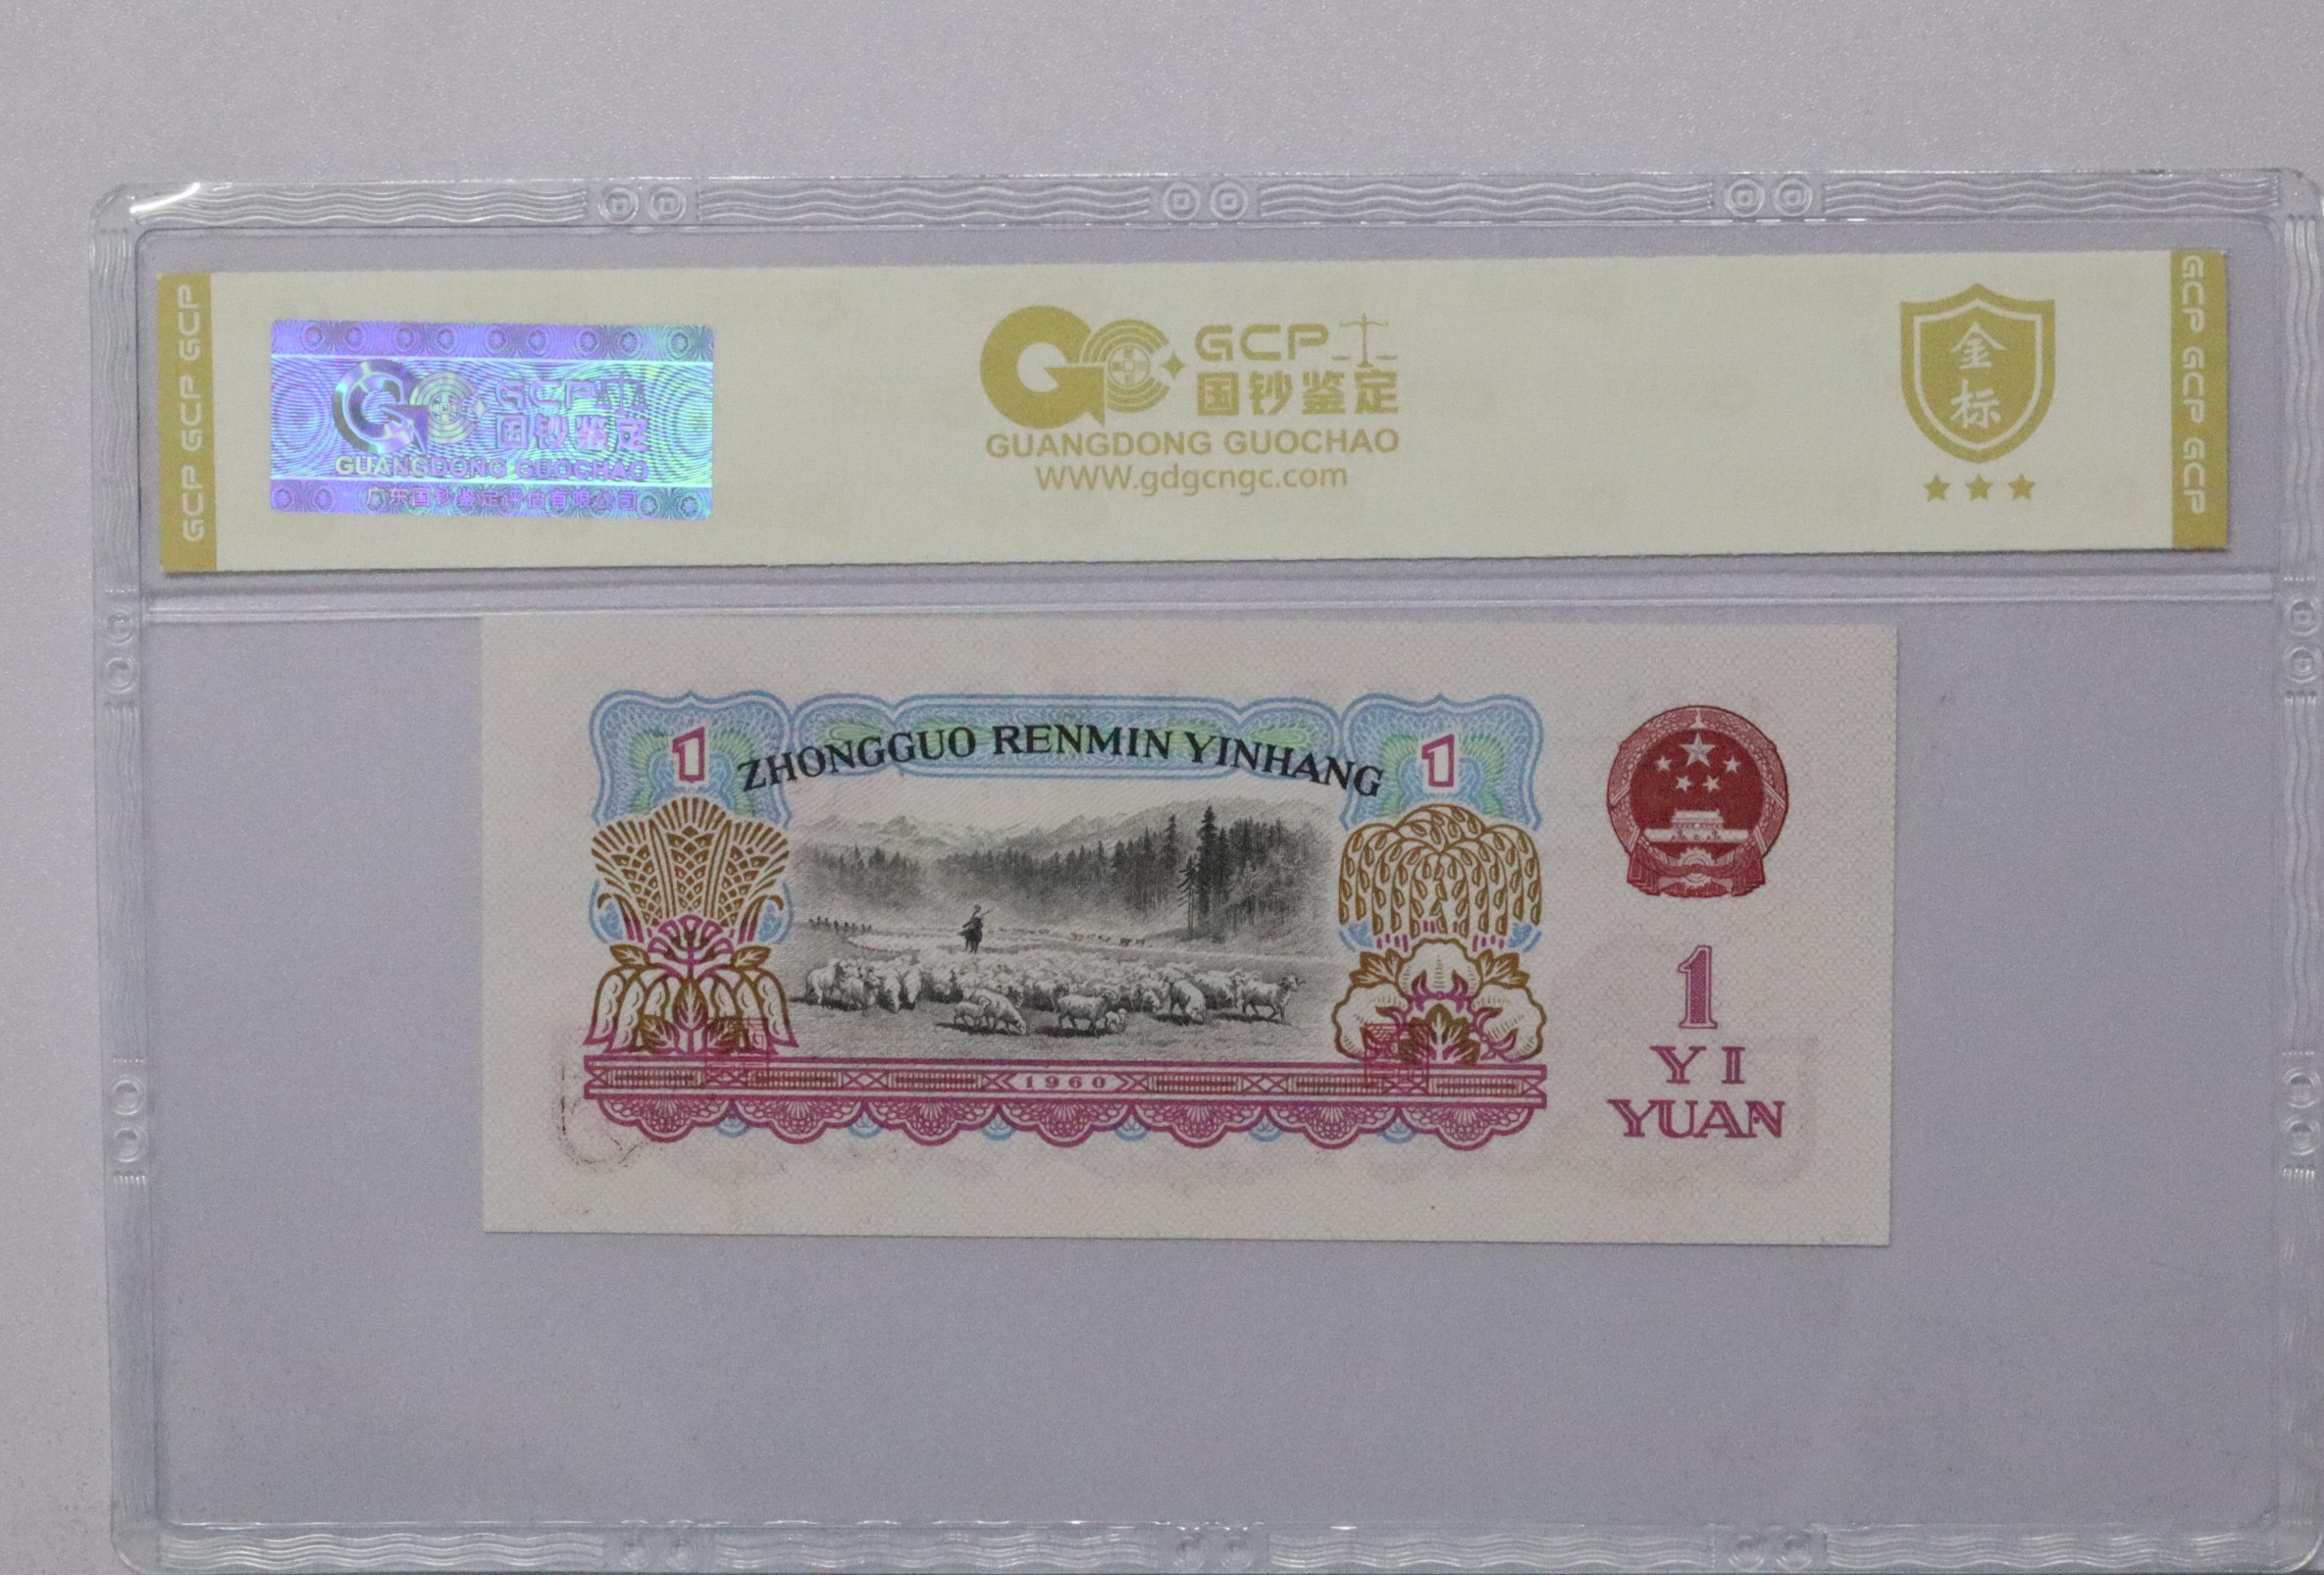 GCP GCP GCP
GCP
国钞鉴定
GUANGDONG GUOCHAO
广东国钞鉴定评估有限公司
GCP
国钞鉴定
GUANGDONG GUOCHAO
WWW.gdgcngc.com
金
标
GCP GCP GCP
1
ZHONGGUO RENMIN YINHANG
1
1
YI
YUAN
1960